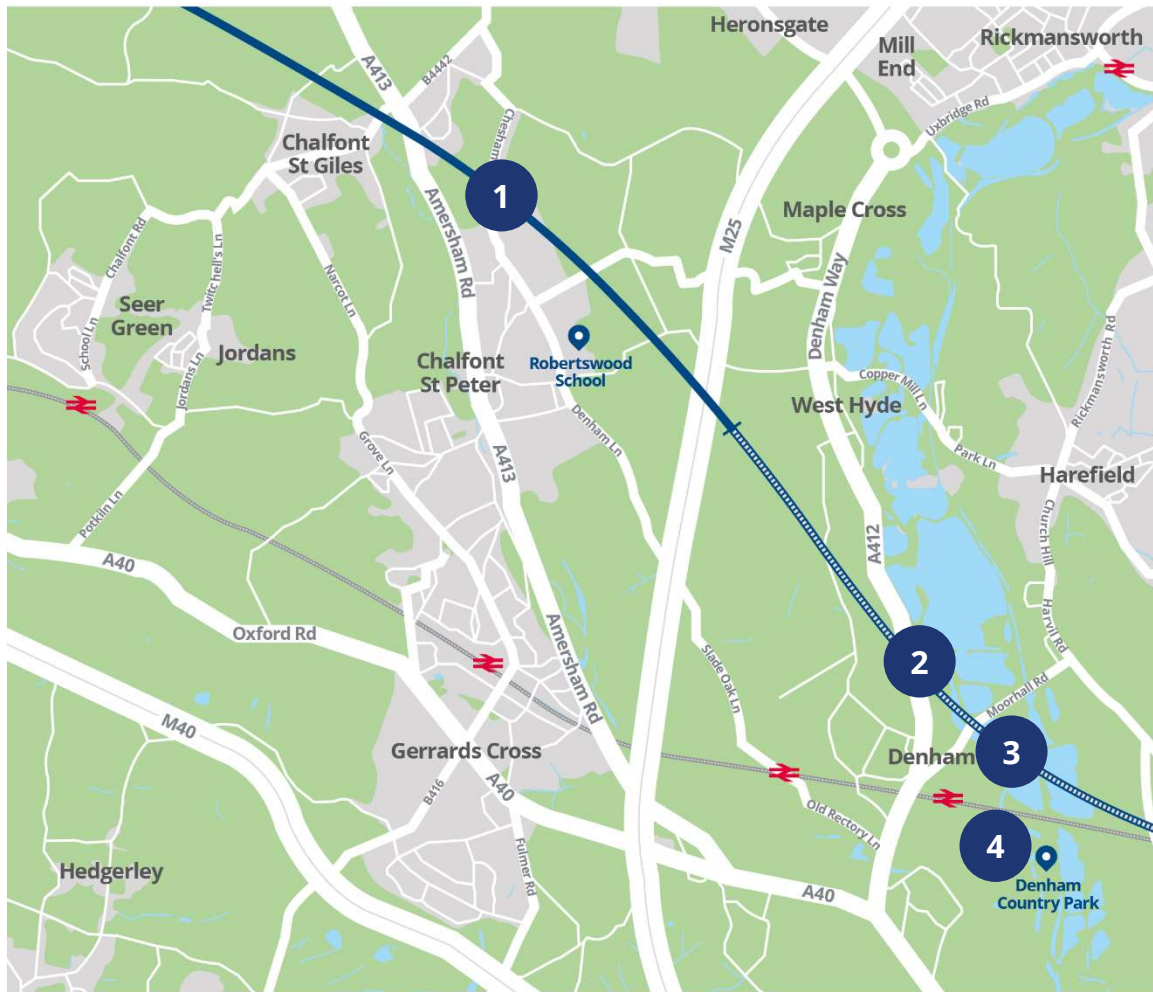 Heronsgate
Rickmansworth
Mill
End
A413
B4442
Uxbridge Rd
Chesham
Chalfont
St Giles
1
Maple Cross
M25
Amersham Rd
Chalfont Rd
Twitchell's Ln
Narcot Ln
Denham Way
Seer
Green
School Ln
Jordans
Jordans Ln
Chalfont
St Peter
Robertswood
School
Rickmansworth Rd
Copper Mill Ln
West Hyde
Denham Ln
Grove Ln
A413
Park Ln
Harefield
Potkiln Ln
Church Hill
A412
A40
Oxford Rd
Amersham Rd
Harvil Rd
2
Slade Oak Ln
Moorhall Rd
M40
Gerrards Cross
Denham
3
B416
A40
Old Rectory Ln
4
Fulmer Rd
Hedgerley
A40
Denham
Country Park